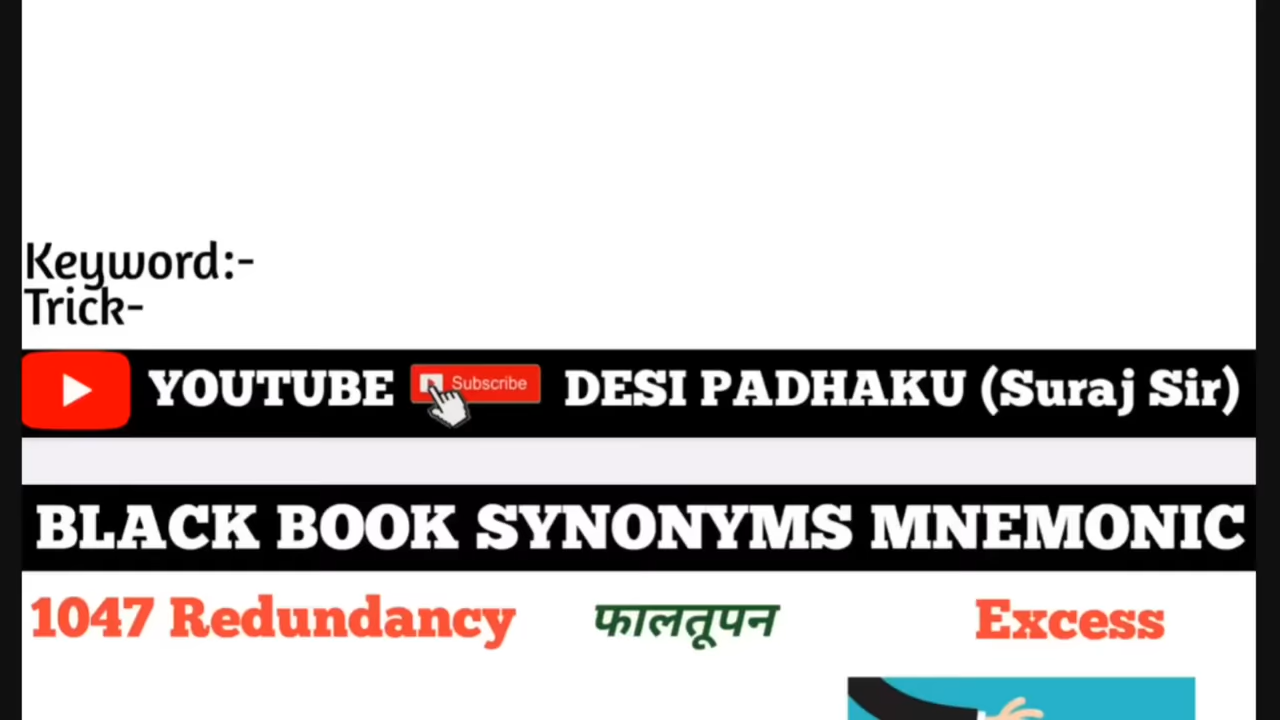 Keyword:-
Trick-
YOUTUBE Subscribe DESI PADHAKU (Suraj Sir)
BLACK BOOK SYNONYMS MNEMONIC
1047 Redundancy फालतूपन Excess